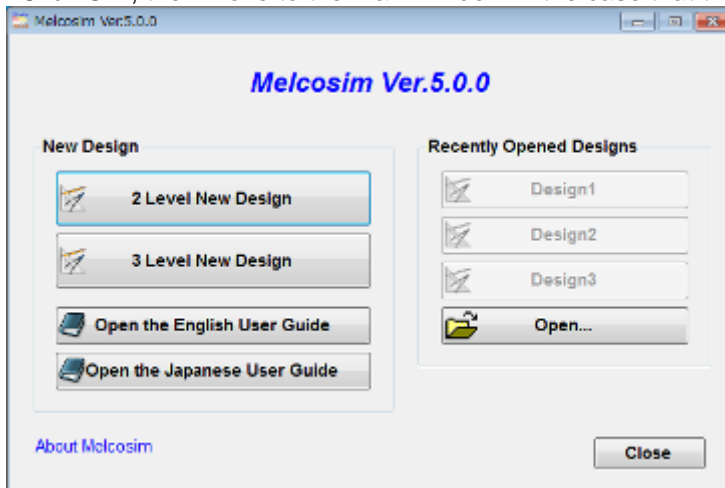 Melcosim Ver.5.0.0
Melcosim Ver.5.0.0
New Design
2 Level New Design
3 Level New Design
Open the English User Guide
Open the Japanese User Guide
Recently Opened Designs
Design1
Design2
Design3
Open...
About Melcosim
Close